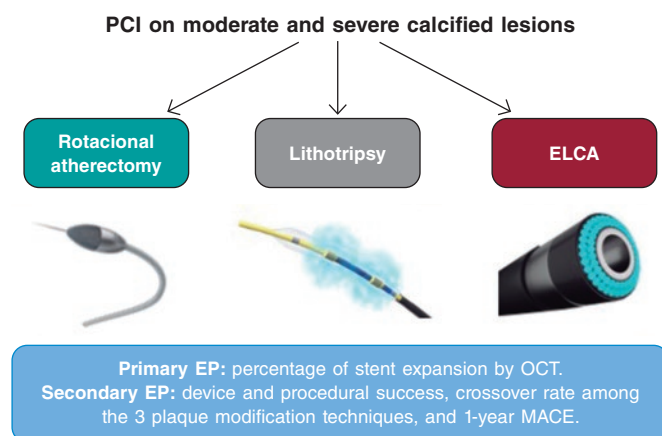 PCI on moderate and severe calcified lesions
Rotacional
atherectomy
Lithotripsy
ELCA
Primary EP: percentage of stent expansion by OCT.
Secondary EP: device and procedural success, crossover rate among
the 3 plaque modification techniques, and 1-year MACE.